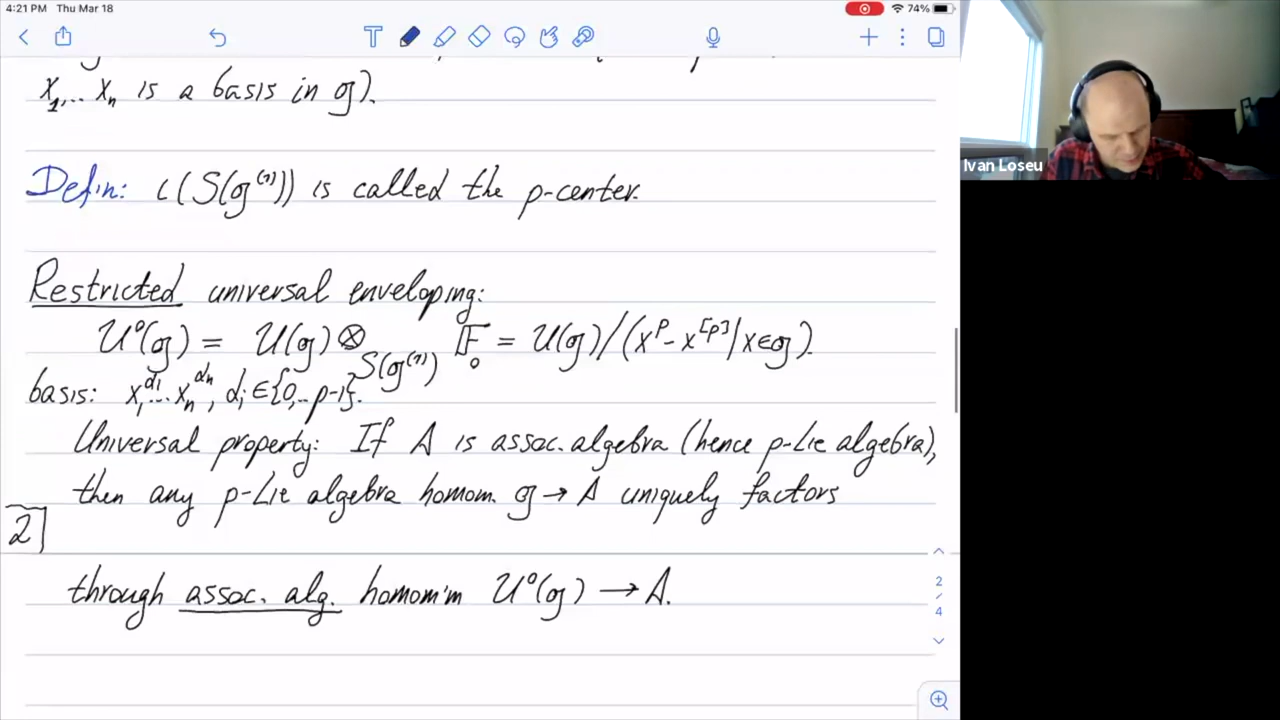 4:21 PM Thu Mar 18
74%
x₁,... xₙ is a basis in 𝔤).
Defin: ι(S(𝔤⁽¹⁾)) is called the p-center.
Ivan Loseu
Restricted universal enveloping:
U⁰(𝔤) = U(𝔤) ⊗_{S(𝔤⁽¹⁾)} 𝔽₀ = U(𝔤)/(x^p - x^{[p]} | x∈𝔤).
basis: x₁^{d₁}... xₙ^{dₙ}, dᵢ ∈{0,.. p-1}.
Universal property: If A is assoc. algebra (hence p-Lie algebra),
then any p-Lie algebra homom. 𝔤 → A uniquely factors
2
through assoc. alg. homom'm U⁰(𝔤) → A.
2
/
4